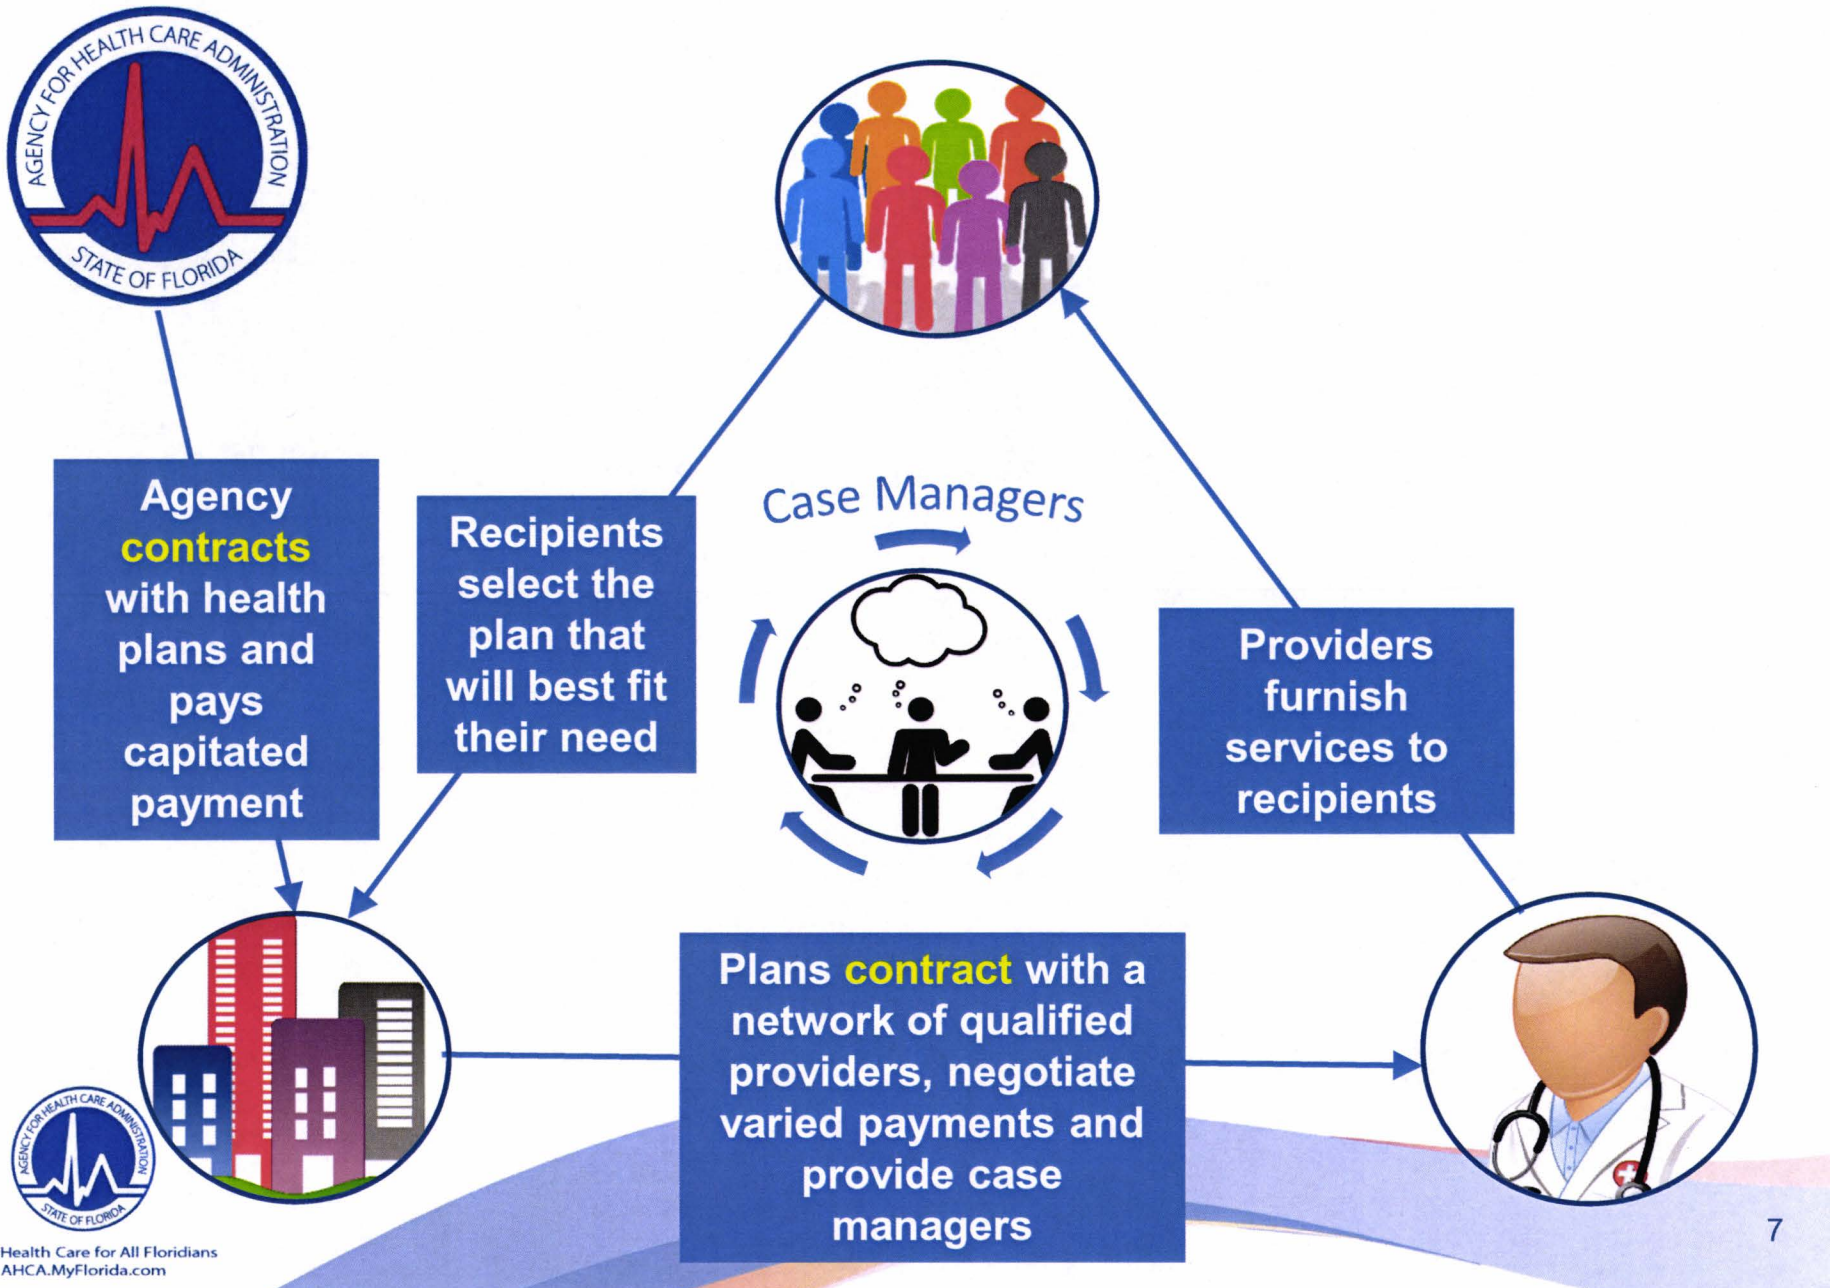 AGENCY FOR HEALTH CARE ADMINISTRATION
STATE OF FLORIDA
Agency
contracts
with health
plans and
pays
capitated
payment
Recipients
select the
plan that
will best fit
their need
Case Managers
Providers
furnish
services to
recipients
Plans contract with a
network of qualified
providers, negotiate
varied payments and
provide case
managers
AGENCY FOR HEALTH CARE ADMINISTRATION
STATE OF FLORIDA
Health Care for All Floridians
AHCA.MyFlorida.com
7